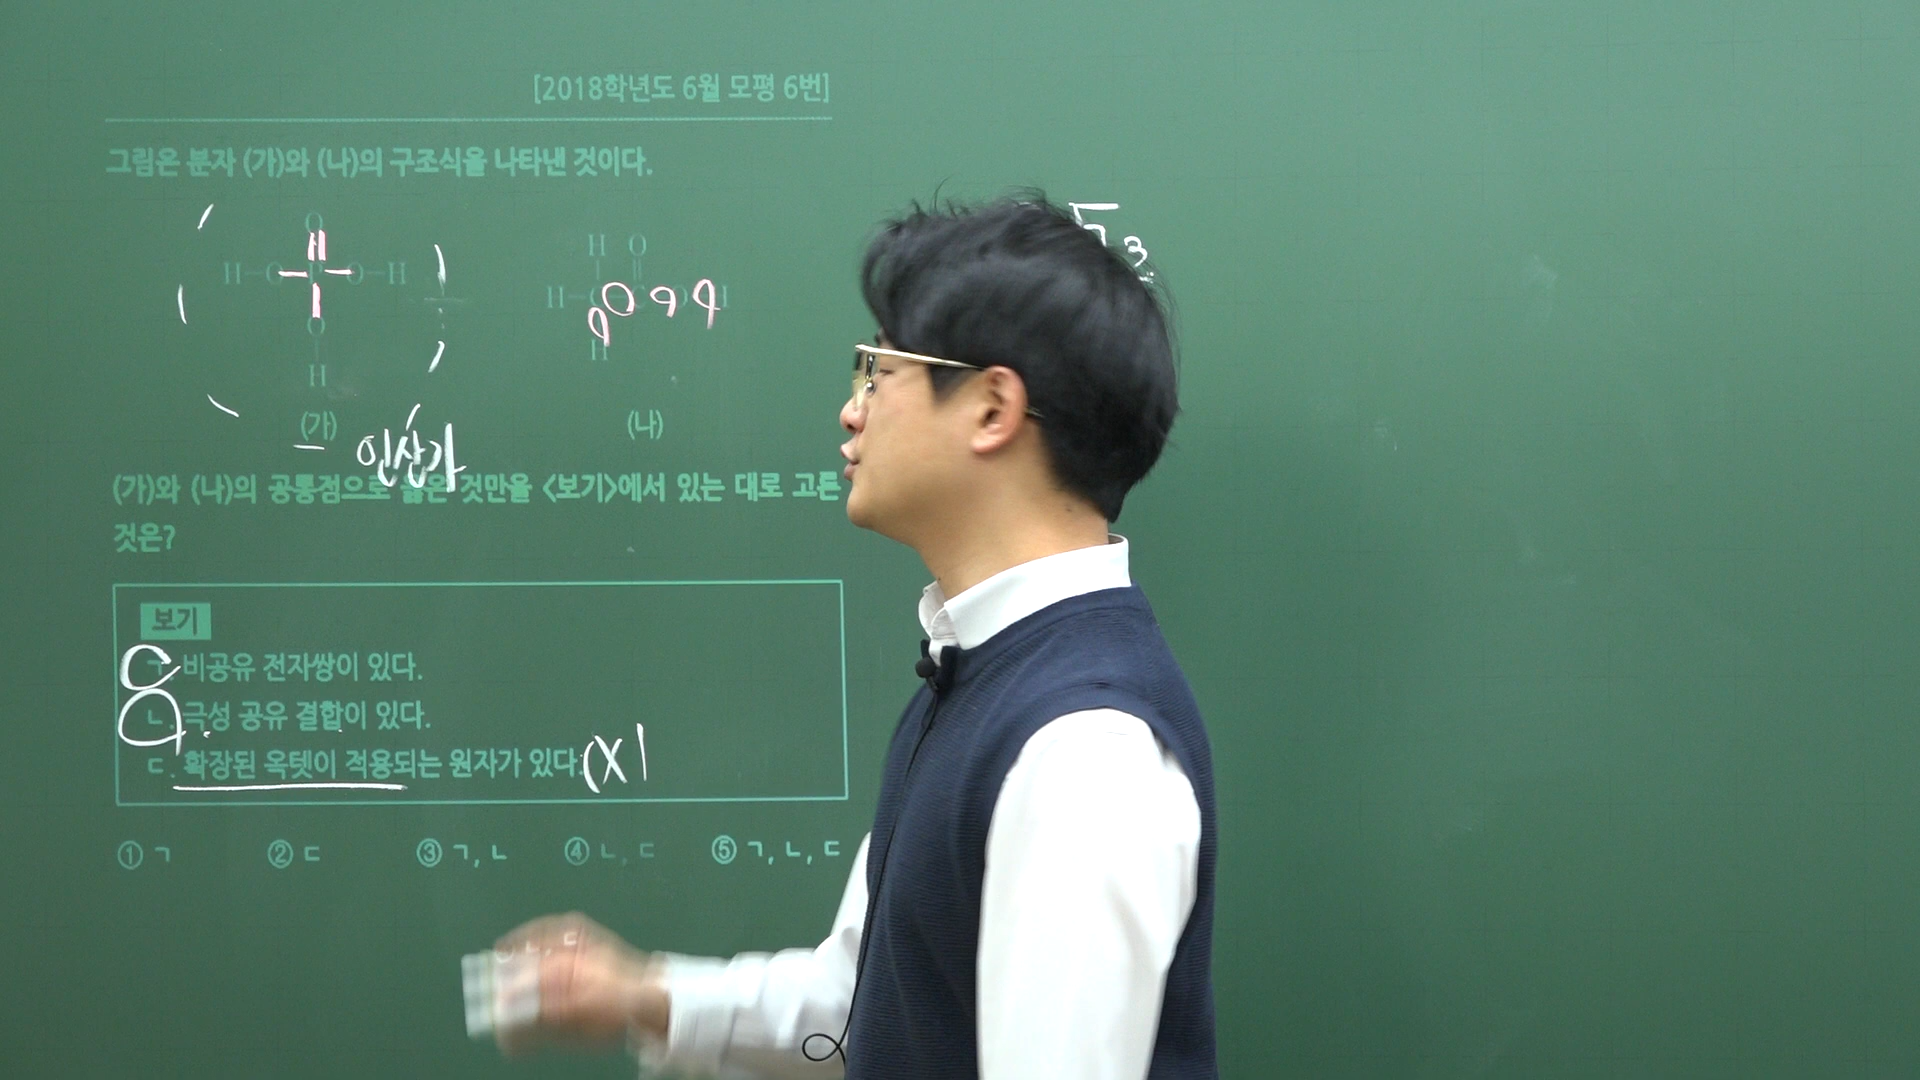 [2018학년도 6월 모평 6번]
그림은 분자 (가)와 (나)의 구조식을 나타낸 것이다.
O
H O
H-O P O-H
H-C
O
H
H
(가)
(나)
인산가
(가)와 (나)의 공통점으로 옳은 것만을 <보기>에서 있는 대로 고른
것은?
보기
ㄱ. 비공유 전자쌍이 있다.
ㄴ. 극성 공유 결합이 있다.
ㄷ. 확장된 옥텟이 적용되는 원자가 있다. (X)
① ㄱ ② ㄷ ③ ㄱ, ㄴ ④ ㄴ, ㄷ ⑤ ㄱ, ㄴ, ㄷ